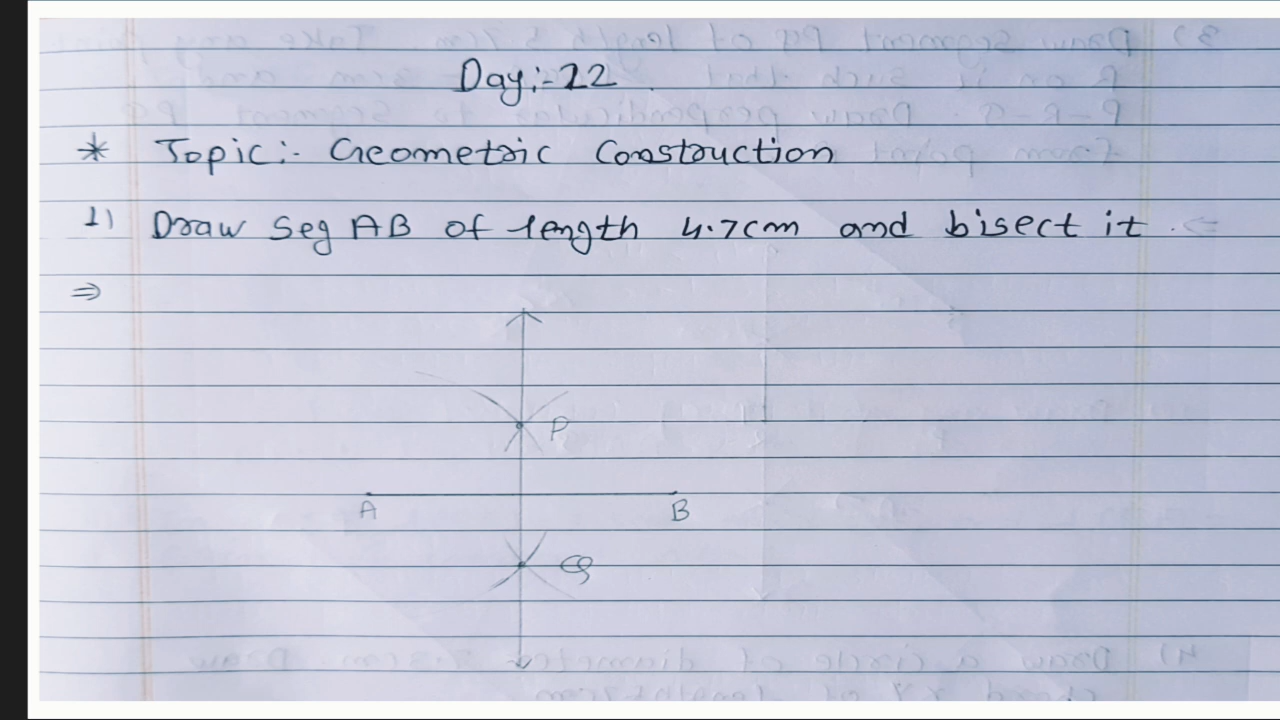 Day:-22
* Topic:- Geometric Construction
1) Draw seg AB of length 4.7cm and bisect it.
⇒
P
A B
Q